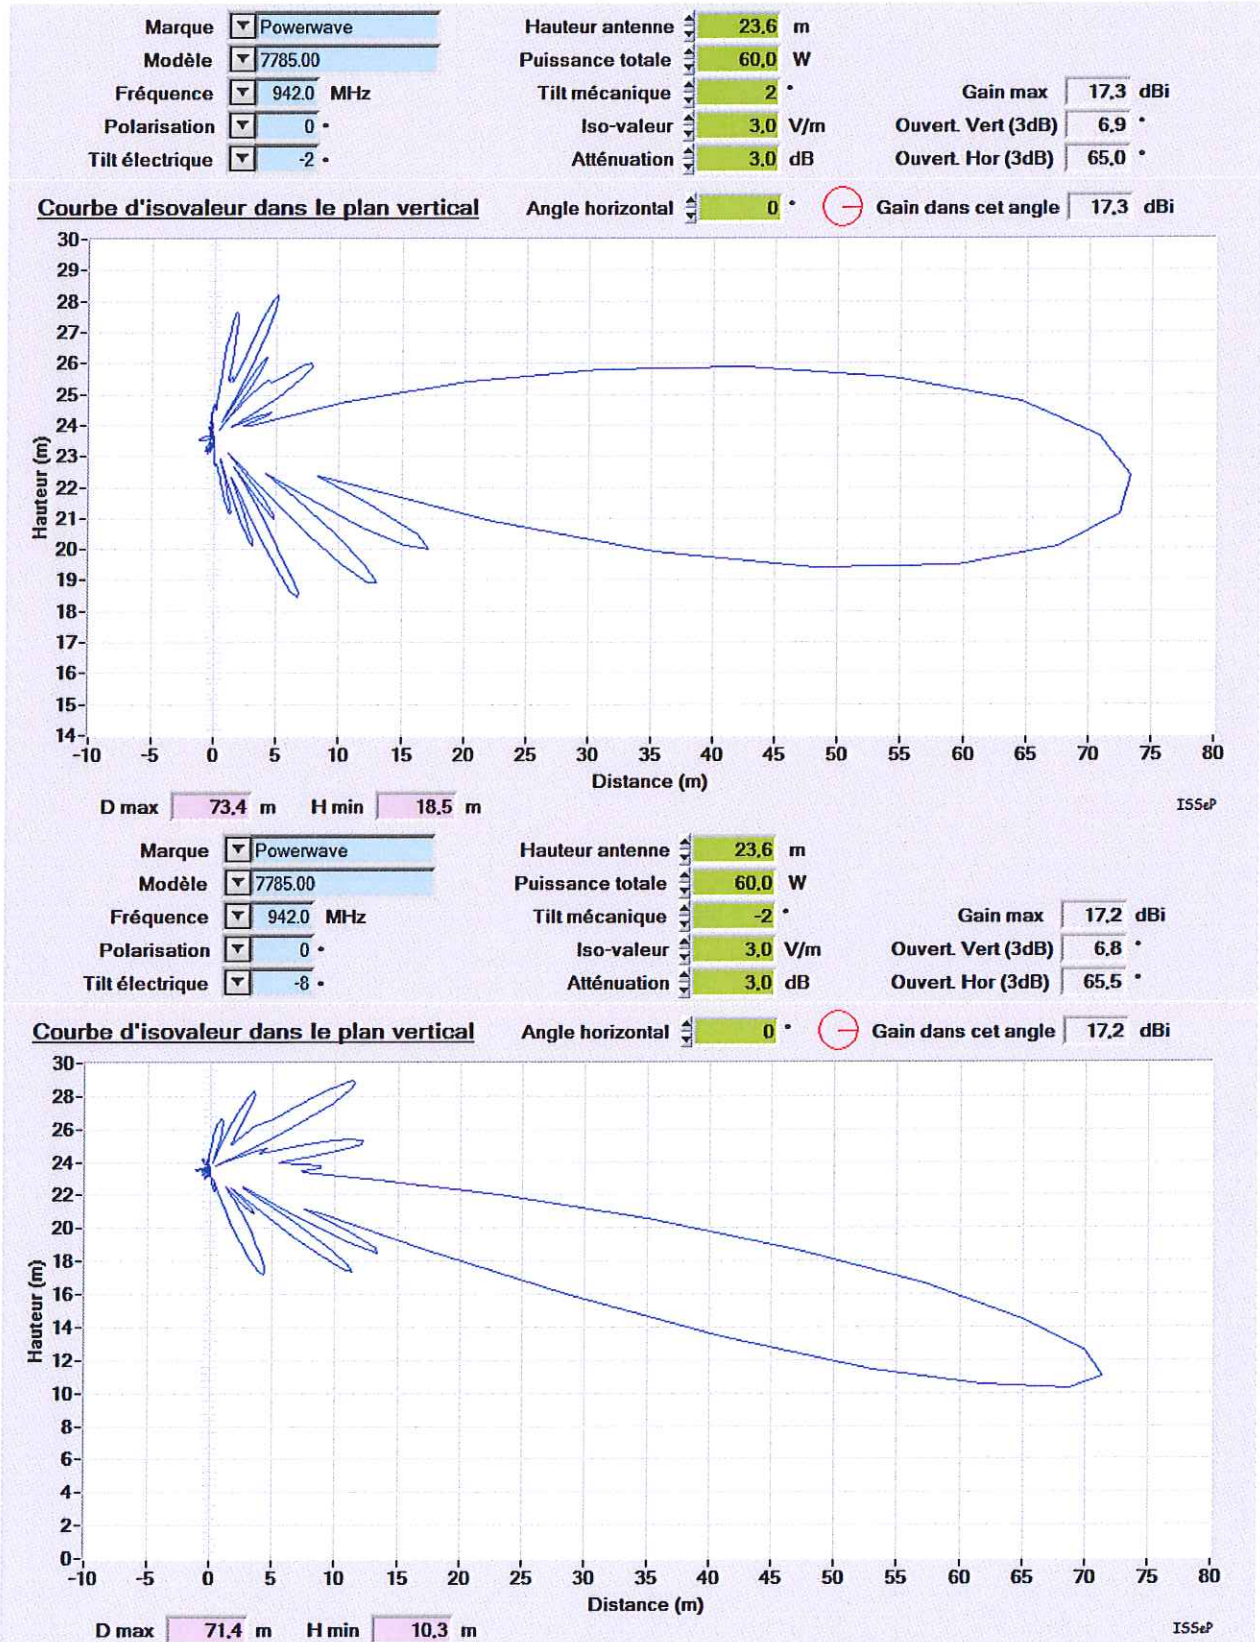 Marque Powerwave Hauteur antenne 23,6 m
Modèle 7785.00 Puissance totale 60,0 W
Fréquence 942.0 MHz Tilt mécanique 2 ° Gain max 17,3 dBi
Polarisation 0 ° Iso-valeur 3,0 V/m Ouvert. Vert (3dB) 6,9 °
Tilt électrique -2 ° Atténuation 3,0 dB Ouvert. Hor (3dB) 65,0 °
Courbe d'isovaleur dans le plan vertical Angle horizontal 0 ° Gain dans cet angle 17,3 dBi
30
29
28
27
26
25
24
23
22
21
20
19
18
17
16
15
14
Hauteur (m)
-10 -5 0 5 10 15 20 25 30 35 40 45 50 55 60 65 70 75 80
Distance (m)
D max 73,4 m H min 18,5 m ISSeP
Marque Powerwave Hauteur antenne 23,6 m
Modèle 7785.00 Puissance totale 60,0 W
Fréquence 942.0 MHz Tilt mécanique -2 ° Gain max 17,2 dBi
Polarisation 0 ° Iso-valeur 3,0 V/m Ouvert. Vert (3dB) 6,8 °
Tilt électrique -8 ° Atténuation 3,0 dB Ouvert. Hor (3dB) 65,5 °
Courbe d'isovaleur dans le plan vertical Angle horizontal 0 ° Gain dans cet angle 17,2 dBi
30
28
26
24
22
20
18
16
14
12
10
8
6
4
2
0
Hauteur (m)
-10 -5 0 5 10 15 20 25 30 35 40 45 50 55 60 65 70 75 80
Distance (m)
D max 71,4 m H min 10,3 m ISSeP